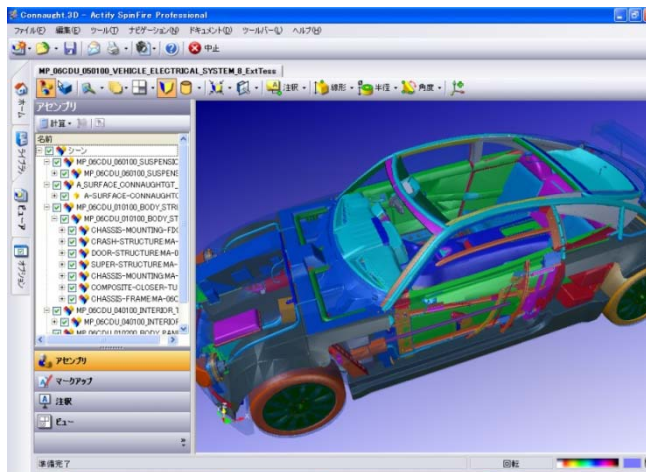 Connaught.3D - Actify SpinFire Professional
ファイル(F) 編集(E) ツール(T) ナビゲーション(N) ドキュメント(D) ツールバー(L) ヘルプ(H)
中止
MP_06CDU_050100_VEHICLE_ELECTRICAL_SYSTEM_8_ExtTess
注釈 線形 半径 角度
ホーム
ライブラリ
ビューア
オプション
アセンブリ
計算
名前
シーン
MP_06CDU_060100_SUSPENSIC
MP_06CDU_060100_SUSPENS
A_SURFACE_CONNAUGHTGT_
A-SURFACE-CONNAUGHTC
MP_06CDU_010100_BODY_STRU
MP_06CDU_010100_BODY_ST
CHASSIS-MOUNTING-FDC
CRASH-STRUCTURE:MA-
DOOR-STRUCTURE:MA-0
SUPER-STRUCTURE:MA-
CHASSIS-MOUNTING:MA-
COMPOSITE-CLOSER-TU
CHASSIS-FRAME:MA-06C
MP_06CDU_040100_INTERIOR_T
MP_06CDU_040100_INTERIOF
アセンブリ
マークアップ
注釈
ビュー
準備完了
回転